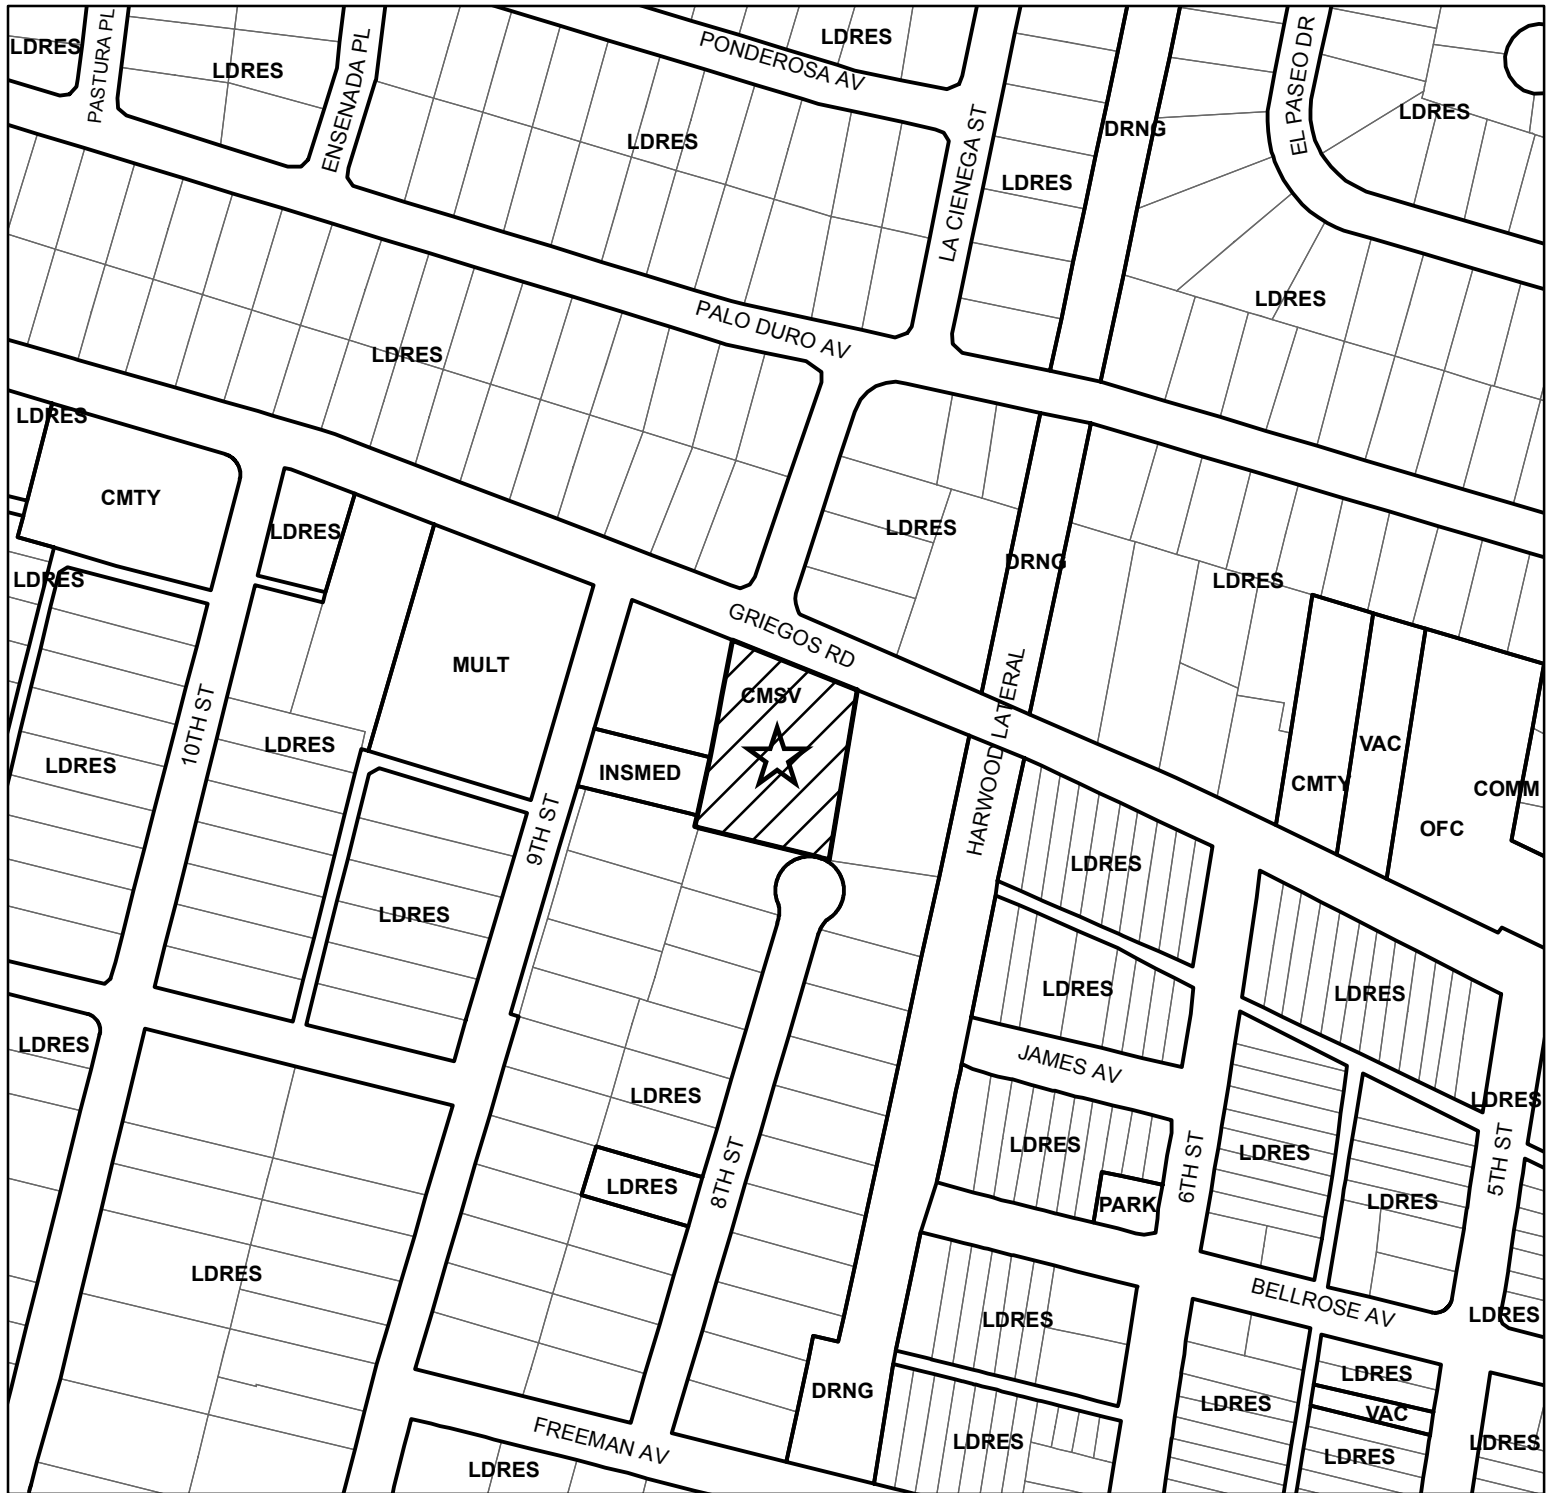 LDRES
PASTURA PL
LDRES
ENSENADA PL
PONDEROSA AV
LDRES
EL PASEO DR
LDRES
LDRES
LA CIENEGA ST
DRNG
LDRES
LDRES
PALO DURO AV
LDRES
LDRES
CMTY
LDRES
LDRES
DRNG
LDRES
LDRES
GRIEGOS RD
MULT
CMSV
HARWOOD LATERAL
10TH ST
LDRES
LDRES
INSMED
VAC
CMTY
COMM
OFC
9TH ST
LDRES
LDRES
LDRES
LDRES
LDRES
JAMES AV
LDRES
LDRES
LDRES
LDRES
6TH ST
5TH ST
8TH ST
LDRES
PARK
LDRES
LDRES
BELLROSE AV
LDRES
LDRES
LDRES
DRNG
LDRES
VAC
FREEMAN AV
LDRES
LDRES
LDRES
LDRES
LDRES